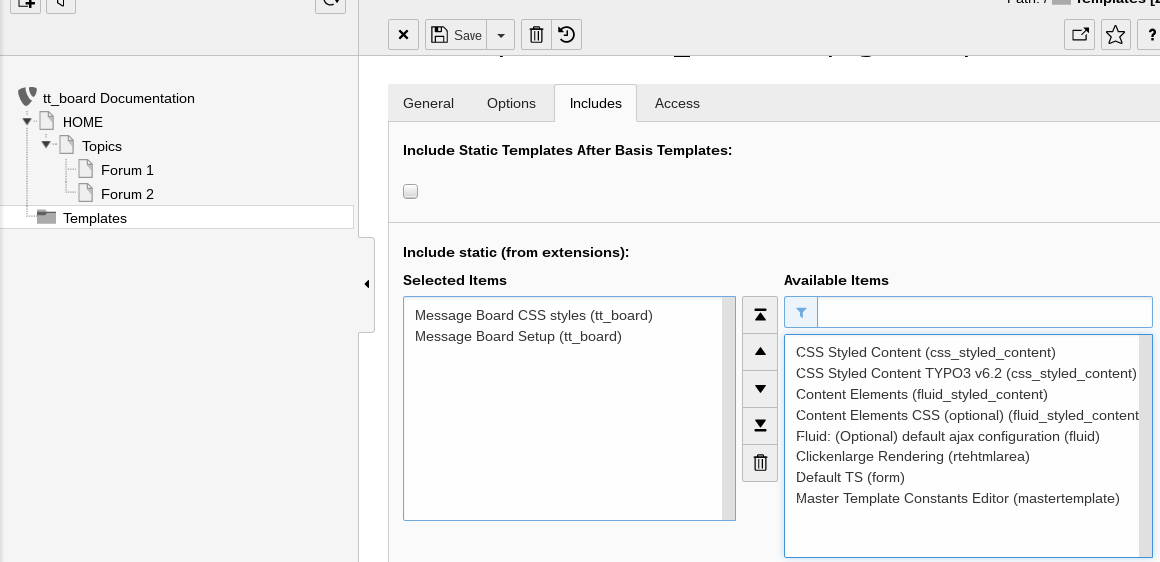 Path: / Templates [2
Save
?
tt_board Documentation
HOME
Topics
Forum 1
Forum 2
Templates
General Options Includes Access
Include Static Templates After Basis Templates:
Include static (from extensions):
Selected Items
Message Board CSS styles (tt_board)
Message Board Setup (tt_board)
Available Items
CSS Styled Content (css_styled_content)
CSS Styled Content TYPO3 v6.2 (css_styled_content)
Content Elements (fluid_styled_content)
Content Elements CSS (optional) (fluid_styled_content
Fluid: (Optional) default ajax configuration (fluid)
Clickenlarge Rendering (rtehtmlarea)
Default TS (form)
Master Template Constants Editor (mastertemplate)